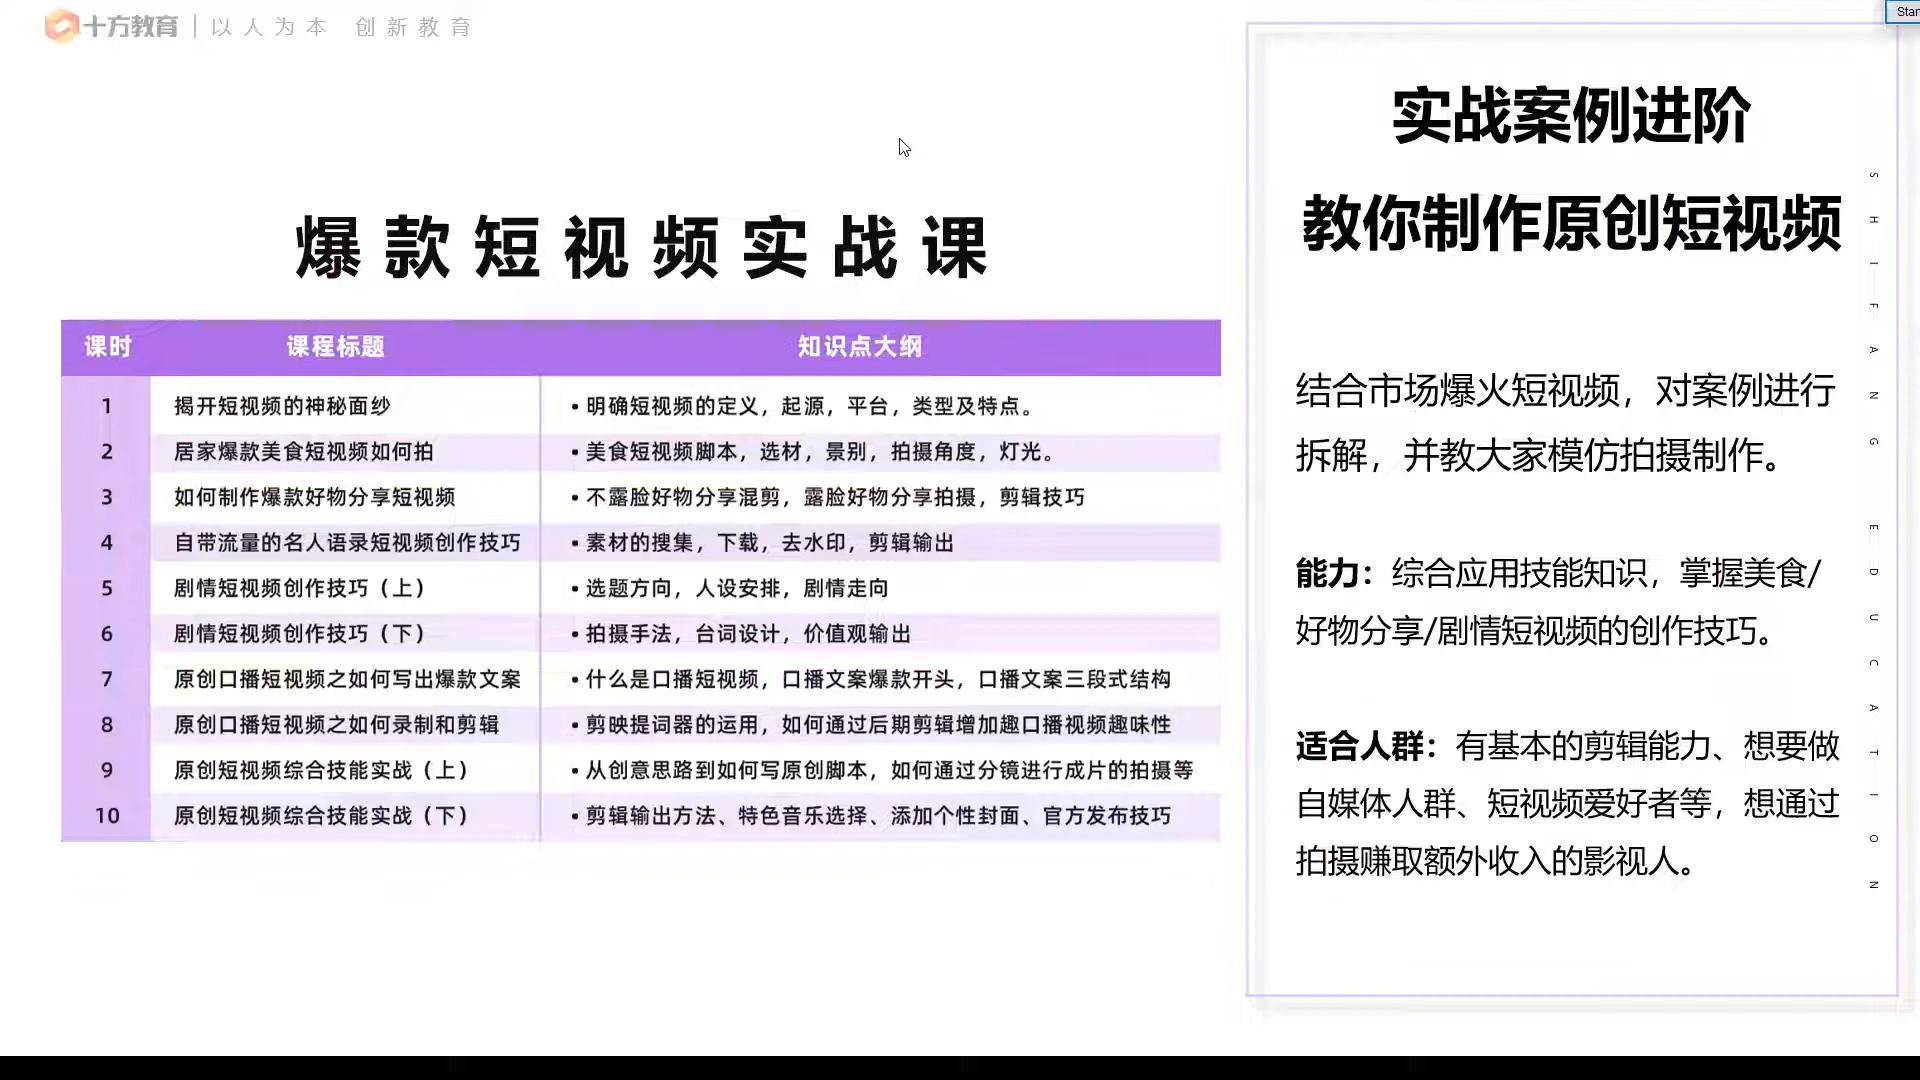 十方教育 | 以人为本 创新教育
Star
爆款短视频实战课
课时 课程标题 知识点大纲
1 揭开短视频的神秘面纱 • 明确短视频的定义，起源，平台，类型及特点。
2 居家爆款美食短视频如何拍 • 美食短视频脚本，选材，景别，拍摄角度，灯光。
3 如何制作爆款好物分享短视频 • 不露脸好物分享混剪，露脸好物分享拍摄，剪辑技巧
4 自带流量的名人语录短视频创作技巧 • 素材的搜集，下载，去水印，剪辑输出
5 剧情短视频创作技巧（上） • 选题方向，人设安排，剧情走向
6 剧情短视频创作技巧（下） • 拍摄手法，台词设计，价值观输出
7 原创口播短视频之如何写出爆款文案 • 什么是口播短视频，口播文案爆款开头，口播文案三段式结构
8 原创口播短视频之如何录制和剪辑 • 剪映提词器的运用，如何通过后期剪辑增加趣口播视频趣味性
9 原创短视频综合技能实战（上） • 从创意思路到如何写原创脚本，如何通过分镜进行成片的拍摄等
10 原创短视频综合技能实战（下） • 剪辑输出方法、特色音乐选择、添加个性封面、官方发布技巧
实战案例进阶
教你制作原创短视频
结合市场爆火短视频，对案例进行
拆解，并教大家模仿拍摄制作。
能力：综合应用技能知识，掌握美食/
好物分享/剧情短视频的创作技巧。
适合人群：有基本的剪辑能力、想要做
自媒体人群、短视频爱好者等，想通过
拍摄赚取额外收入的影视人。
SHIFANG EDUCATION